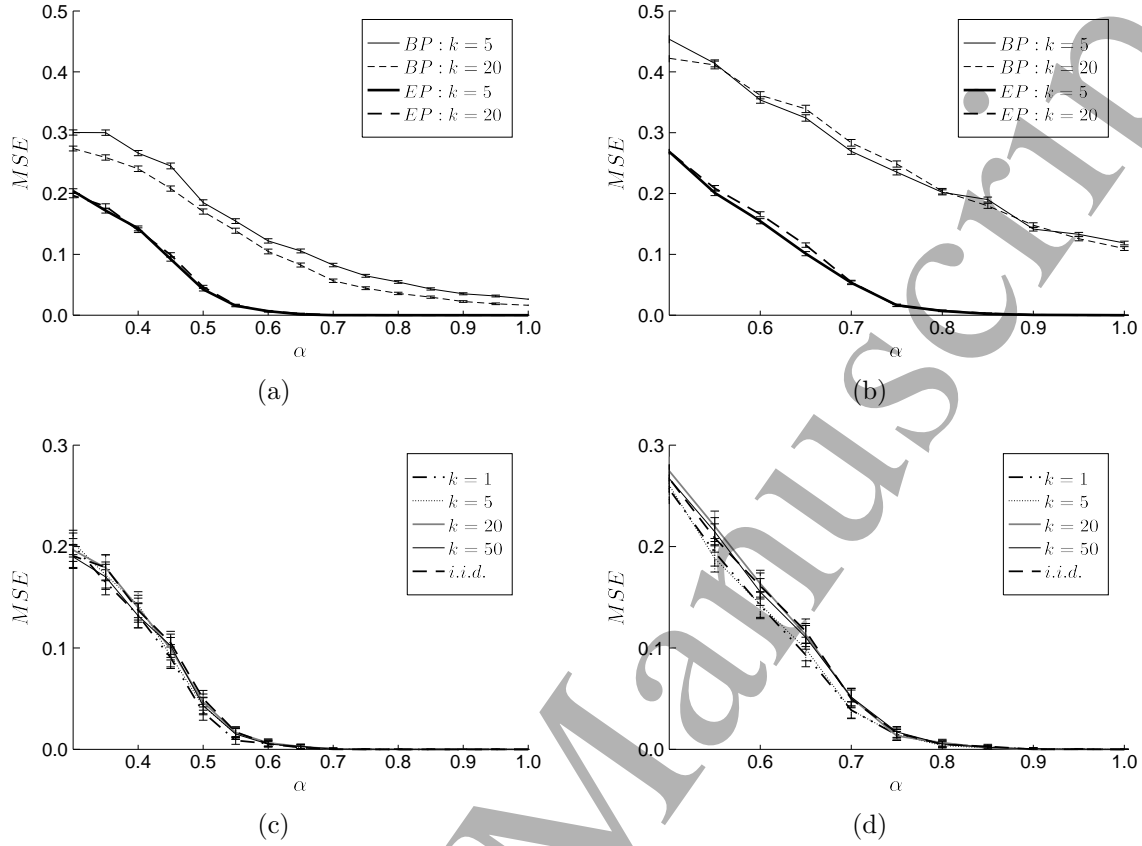 0.5
0.4
0.3
0.2
0.1
0.0
MSE
0.4 0.5 0.6 0.7 0.8 0.9 1.0
α
BP : k = 5
BP : k = 20
EP : k = 5
EP : k = 20
(a)
0.5
0.4
0.3
0.2
0.1
0.0
MSE
0.6 0.7 0.8 0.9 1.0
α
BP : k = 5
BP : k = 20
EP : k = 5
EP : k = 20
(b)
0.3
0.2
0.1
0.0
MSE
0.4 0.5 0.6 0.7 0.8 0.9 1.0
α
k = 1
k = 5
k = 20
k = 50
i.i.d.
(c)
0.3
0.2
0.1
0.0
MSE
0.6 0.7 0.8 0.9 1.0
α
k = 1
k = 5
k = 20
k = 50
i.i.d.
(d)
Manuscrip